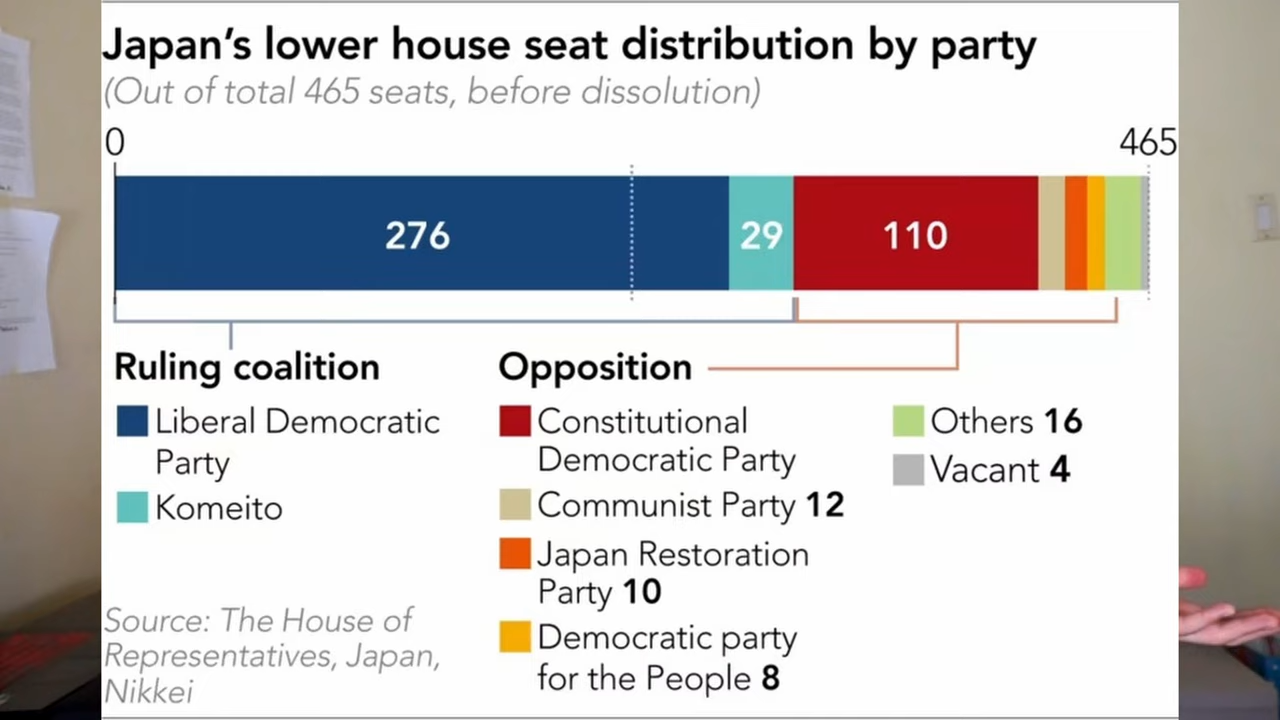 Japan's lower house seat distribution by party
(Out of total 465 seats, before dissolution)
0
465
276
29
110
Ruling coalition
Liberal Democratic
Party
Komeito
Opposition
Constitutional
Democratic Party
Communist Party 12
Japan Restoration
Party 10
Democratic party
for the People 8
Others 16
Vacant 4
Source: The House of
Representatives, Japan,
Nikkei